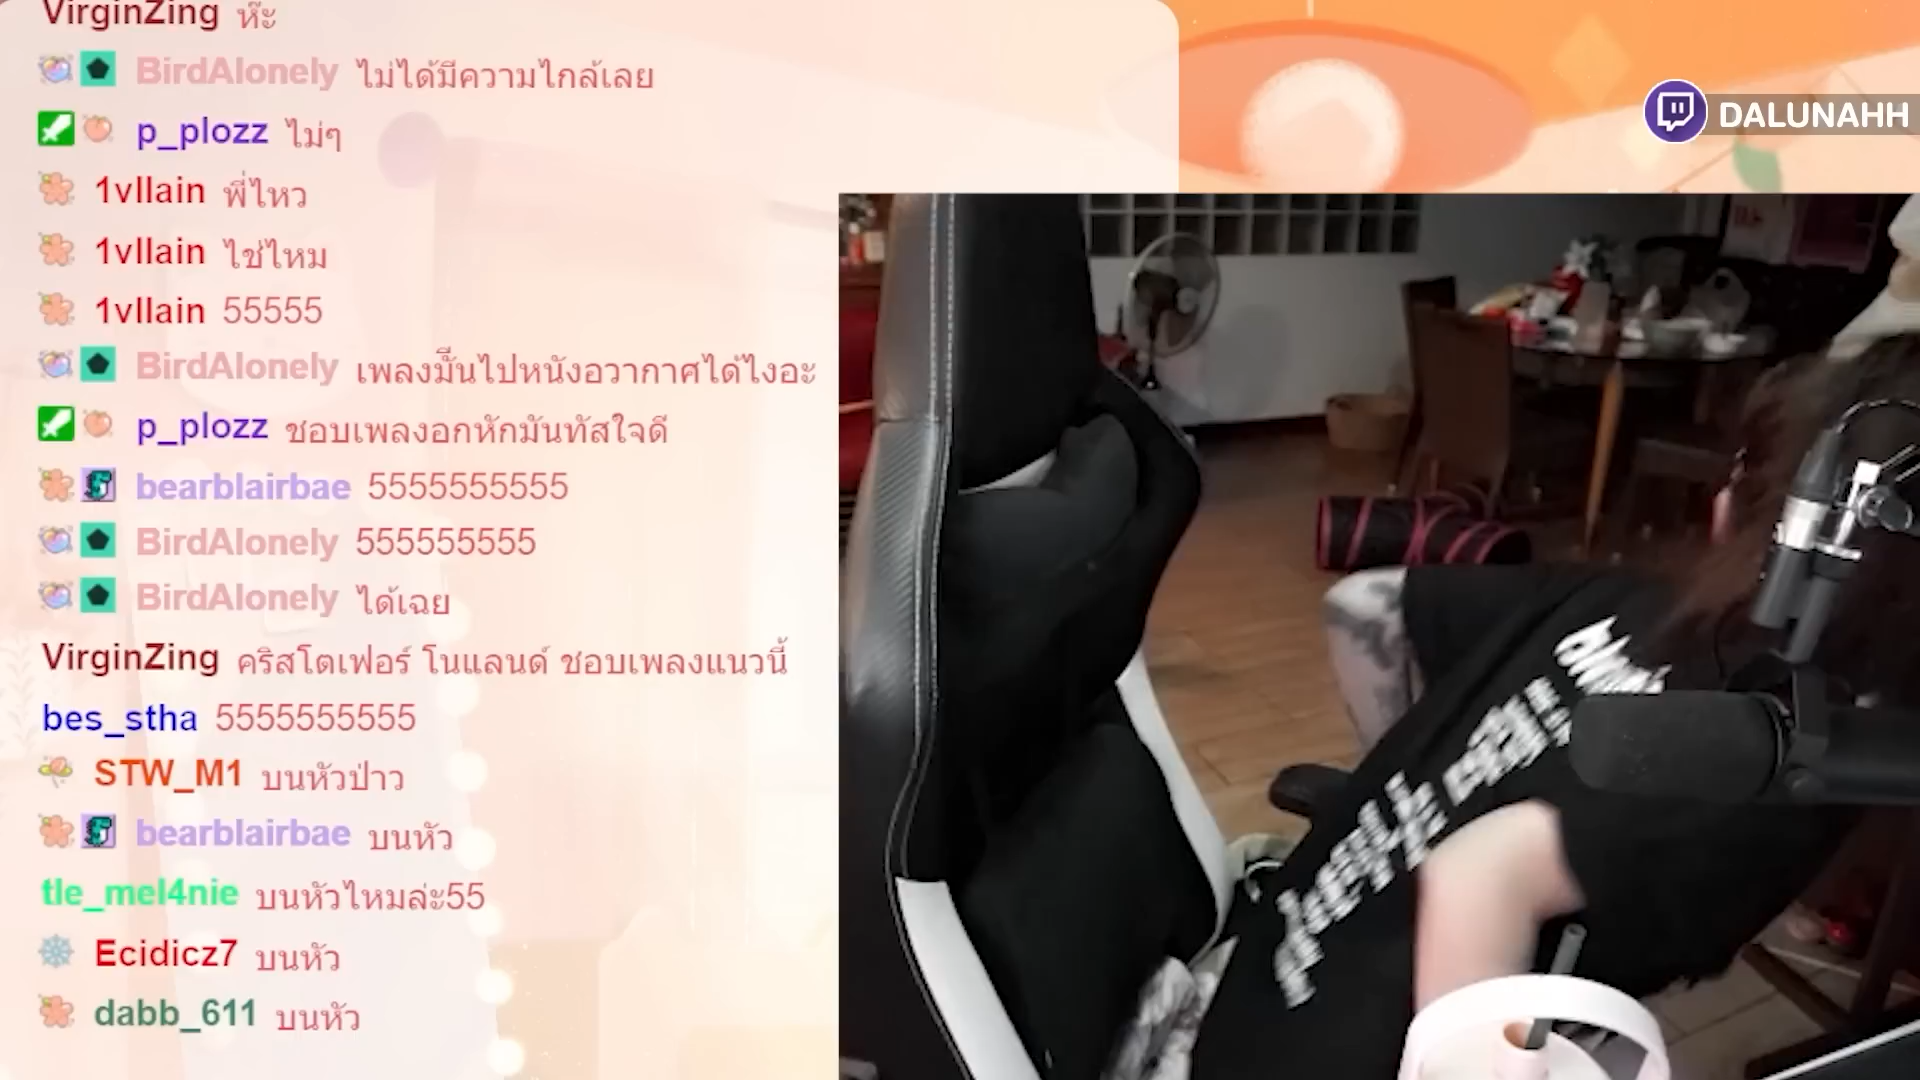 VirginZing ห๊ะ
BirdAlonely ไม่ได้มีความใกล้เลย
p_plozz ไม่ๆ
1vllain พี่ไหว
1vllain ใช่ไหม
1vllain 55555
BirdAlonely เพลงมั๊นไปหนังอวากาศได้ไงอะ
p_plozz ชอบเพลงอกหักมันทัสใจดี
bearblairbae 5555555555
BirdAlonely 555555555
BirdAlonely ได้เฉย
VirginZing คริสโตเฟอร์ โนแลนด์ ชอบเพลงแนวนี้
bes_stha 5555555555
STW_M1 บนหัวป่าว
bearblairbae บนหัว
tle_mel4nie บนหัวไหมล่ะ55
Ecidicz7 บนหัว
dabb_611 บนหัว
DALUNAHH